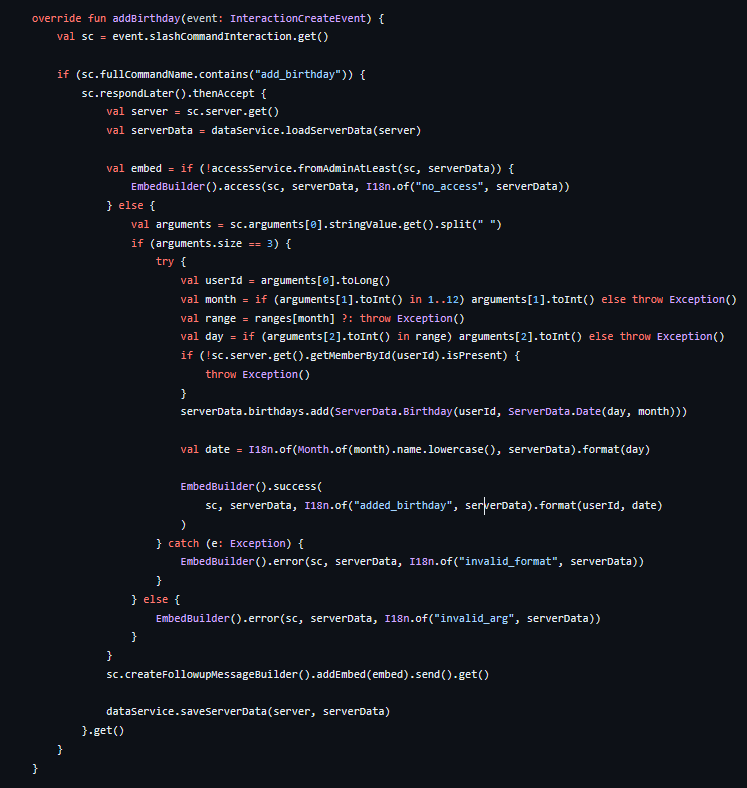 override fun addBirthday(event: InteractionCreateEvent) {
val sc = event.slashCommandInteraction.get()
if (sc.fullCommandName.contains("add_birthday")) {
sc.respondLater().thenAccept {
val server = sc.server.get()
val serverData = dataService.loadServerData(server)
val embed = if (!accessService.fromAdminAtLeast(sc, serverData)) {
EmbedBuilder().access(sc, serverData, I18n.of("no_access", serverData))
} else {
val arguments = sc.arguments[0].stringValue.get().split(" ")
if (arguments.size == 3) {
try {
val userId = arguments[0].toLong()
val month = if (arguments[1].toInt() in 1..12) arguments[1].toInt() else throw Exception()
val range = ranges[month] ?: throw Exception()
val day = if (arguments[2].toInt() in range) arguments[2].toInt() else throw Exception()
if (!sc.server.get().getMemberById(userId).isPresent) {
throw Exception()
}
serverData.birthdays.add(ServerData.Birthday(userId, ServerData.Date(day, month)))
val date = I18n.of(Month.of(month).name.lowercase(), serverData).format(day)
EmbedBuilder().success(
sc, serverData, I18n.of("added_birthday", serverData).format(userId, date)
)
} catch (e: Exception) {
EmbedBuilder().error(sc, serverData, I18n.of("invalid_format", serverData))
}
} else {
EmbedBuilder().error(sc, serverData, I18n.of("invalid_arg", serverData))
}
}
sc.createFollowupMessageBuilder().addEmbed(embed).send().get()
dataService.saveServerData(server, serverData)
}.get()
}
}